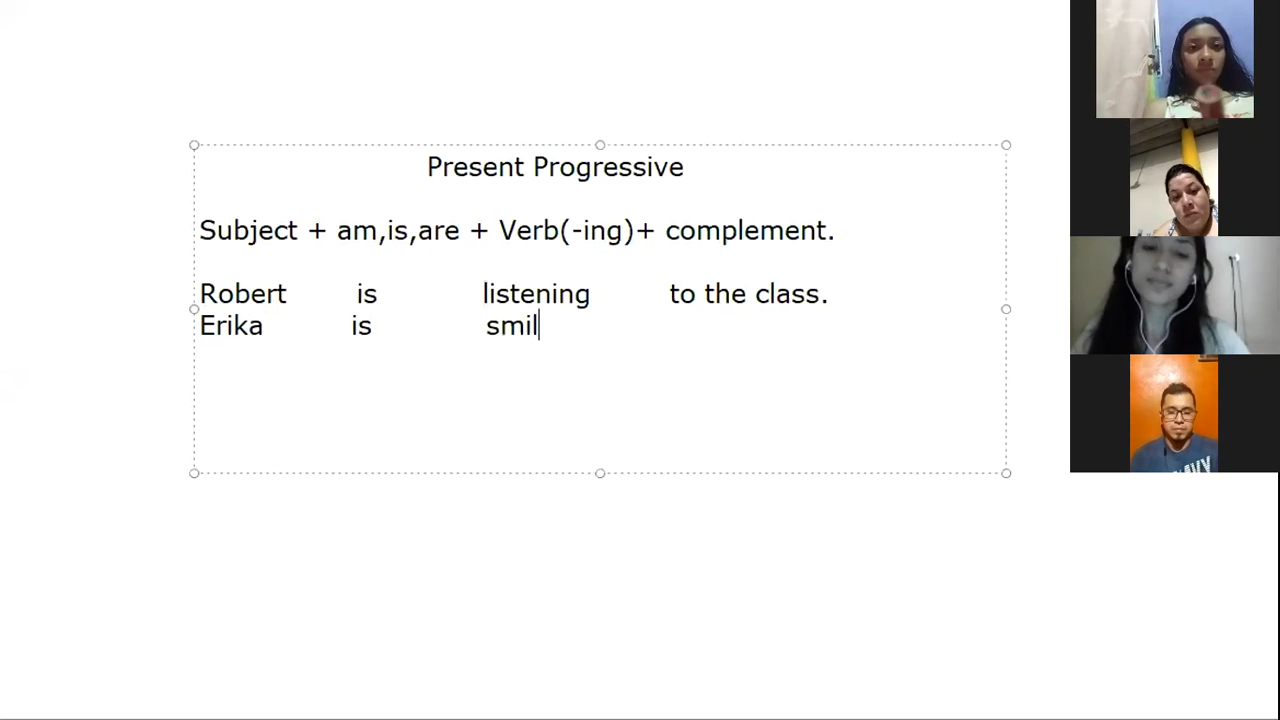 Present Progressive
Subject + am,is,are + Verb(-ing)+ complement.
Robert is listening to the class.
Erika is smil